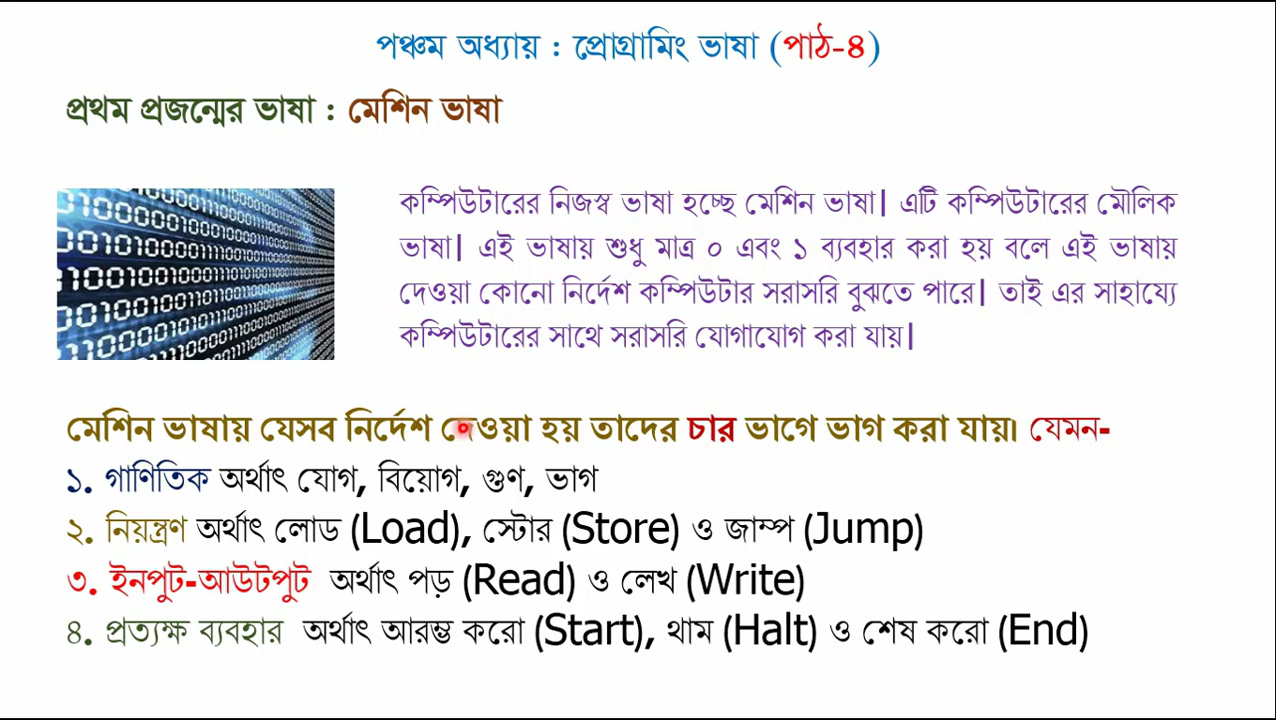 পঞ্চম অধ্যায় : প্রোগ্রামিং ভাষা (পাঠ-৪)
প্রথম প্রজন্মের ভাষা : মেশিন ভাষা
কম্পিউটারের নিজস্ব ভাষা হচ্ছে মেশিন ভাষা। এটি কম্পিউটারের মৌলিক
ভাষা। এই ভাষায় শুধু মাত্র ০ এবং ১ ব্যবহার করা হয় বলে এই ভাষায়
দেওয়া কোনো নির্দেশ কম্পিউটার সরাসরি বুঝতে পারে। তাই এর সাহায্যে
কম্পিউটারের সাথে সরাসরি যোগাযোগ করা যায়।
মেশিন ভাষায় যেসব নির্দেশ দেওয়া হয় তাদের চার ভাগে ভাগ করা যায়। যেমন-
১. গাণিতিক অর্থাৎ যোগ, বিয়োগ, গুণ, ভাগ
২. নিয়ন্ত্রণ অর্থাৎ লোড (Load), স্টোর (Store) ও জাম্প (Jump)
৩. ইনপুট-আউটপুট অর্থাৎ পড় (Read) ও লেখ (Write)
৪. প্রত্যক্ষ ব্যবহার অর্থাৎ আরম্ভ করো (Start), থাম (Halt) ও শেষ করো (End)